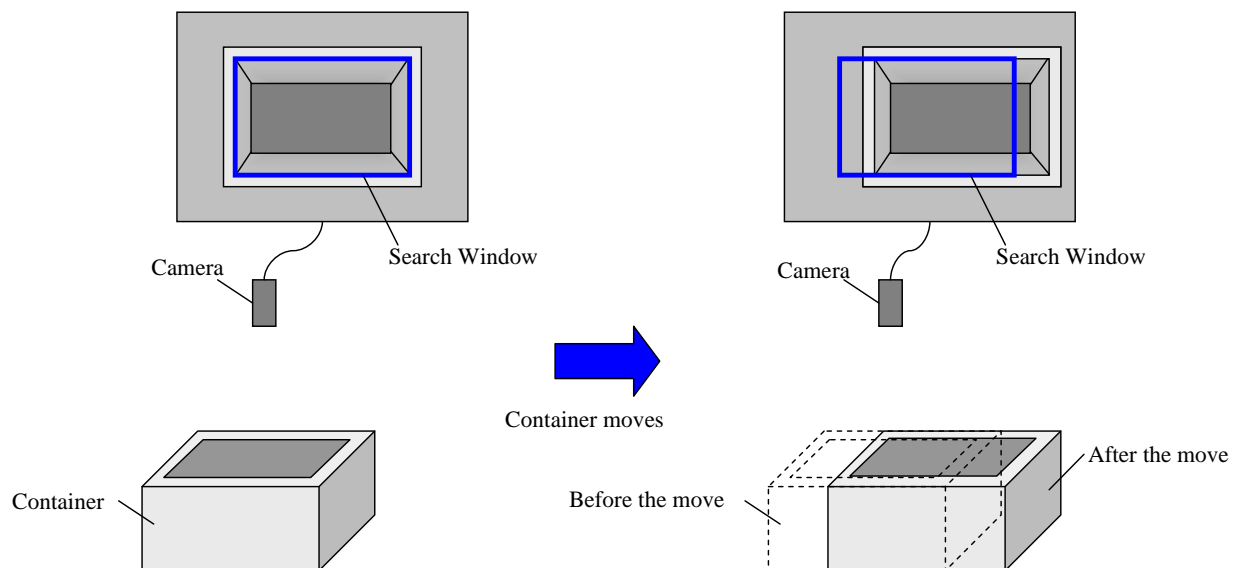 Search Window
Camera
Search Window
Camera
Container moves
Container
Before the move
After the move